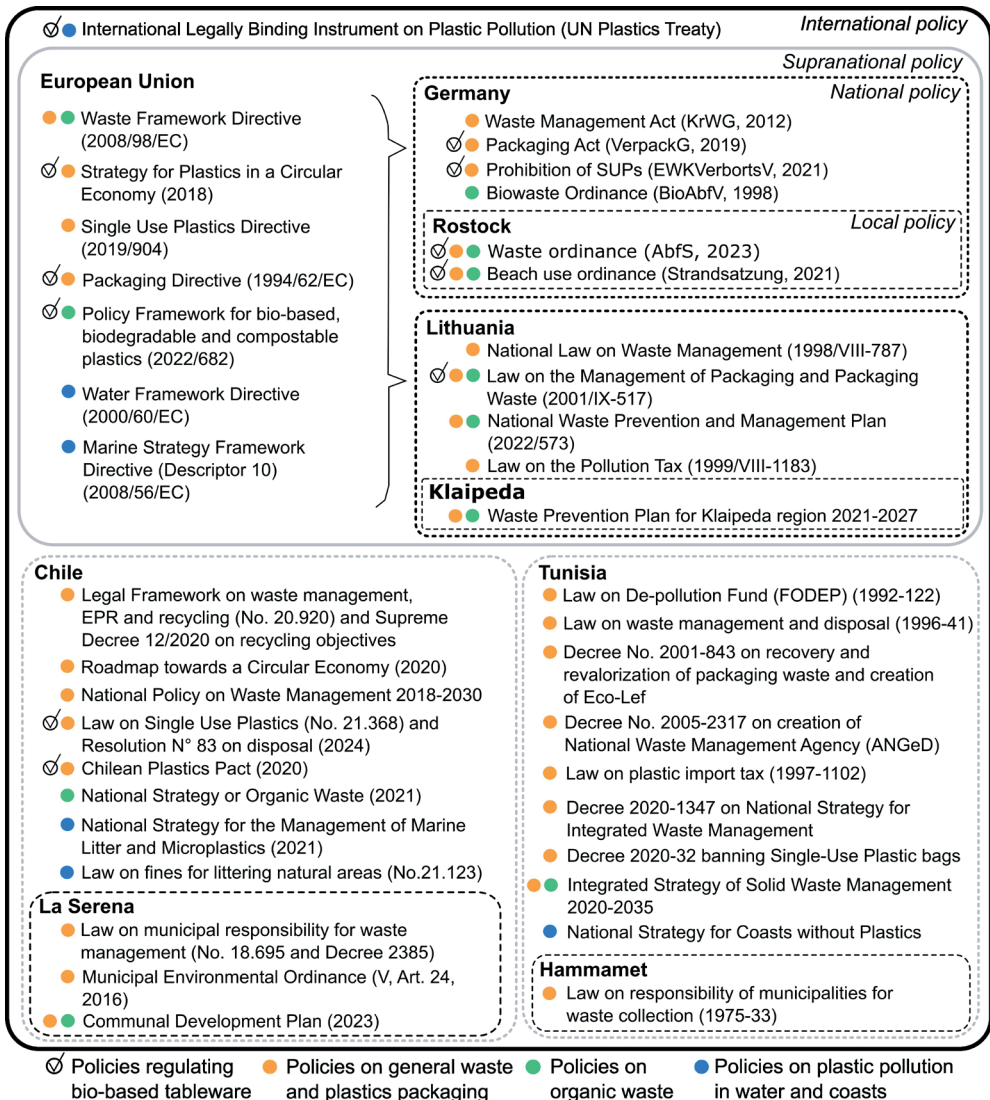 International Legally Binding Instrument on Plastic Pollution (UN Plastics Treaty)
International policy
Supranational policy
European Union
Waste Framework Directive
(2008/98/EC)
Strategy for Plastics in a Circular
Economy (2018)
Single Use Plastics Directive
(2019/904)
Packaging Directive (1994/62/EC)
Policy Framework for bio-based,
biodegradable and compostable
plastics (2022/682)
Water Framework Directive
(2000/60/EC)
Marine Strategy Framework
Directive (Descriptor 10)
(2008/56/EC)
Germany
National policy
Waste Management Act (KrWG, 2012)
Packaging Act (VerpackG, 2019)
Prohibition of SUPs (EWKVerbortsV, 2021)
Biowaste Ordinance (BioAbfV, 1998)
Local policy
Rostock
Waste ordinance (AbfS, 2023)
Beach use ordinance (Strandsatzung, 2021)
Lithuania
National Law on Waste Management (1998/VIII-787)
Law on the Management of Packaging and Packaging
Waste (2001/IX-517)
National Waste Prevention and Management Plan
(2022/573)
Law on the Pollution Tax (1999/VIII-1183)
Klaipeda
Waste Prevention Plan for Klaipeda region 2021-2027
Chile
Legal Framework on waste management,
EPR and recycling (No. 20.920) and Supreme
Decree 12/2020 on recycling objectives
Roadmap towards a Circular Economy (2020)
National Policy on Waste Management 2018-2030
Law on Single Use Plastics (No. 21.368) and
Resolution N° 83 on disposal (2024)
Chilean Plastics Pact (2020)
National Strategy or Organic Waste (2021)
National Strategy for the Management of Marine
Litter and Microplastics (2021)
Law on fines for littering natural areas (No.21.123)
La Serena
Law on municipal responsibility for waste
management (No. 18.695 and Decree 2385)
Municipal Environmental Ordinance (V, Art. 24,
2016)
Communal Development Plan (2023)
Tunisia
Law on De-pollution Fund (FODEP) (1992-122)
Law on waste management and disposal (1996-41)
Decree No. 2001-843 on recovery and
revalorization of packaging waste and creation
of Eco-Lef
Decree No. 2005-2317 on creation of
National Waste Management Agency (ANGeD)
Law on plastic import tax (1997-1102)
Decree 2020-1347 on National Strategy for
Integrated Waste Management
Decree 2020-32 banning Single-Use Plastic bags
Integrated Strategy of Solid Waste Management
2020-2035
National Strategy for Coasts without Plastics
Hammamet
Law on responsibility of municipalities for
waste collection (1975-33)
Policies regulating
bio-based tableware
Policies on general waste
and plastics packaging
Policies on
organic waste
Policies on plastic pollution
in water and coasts